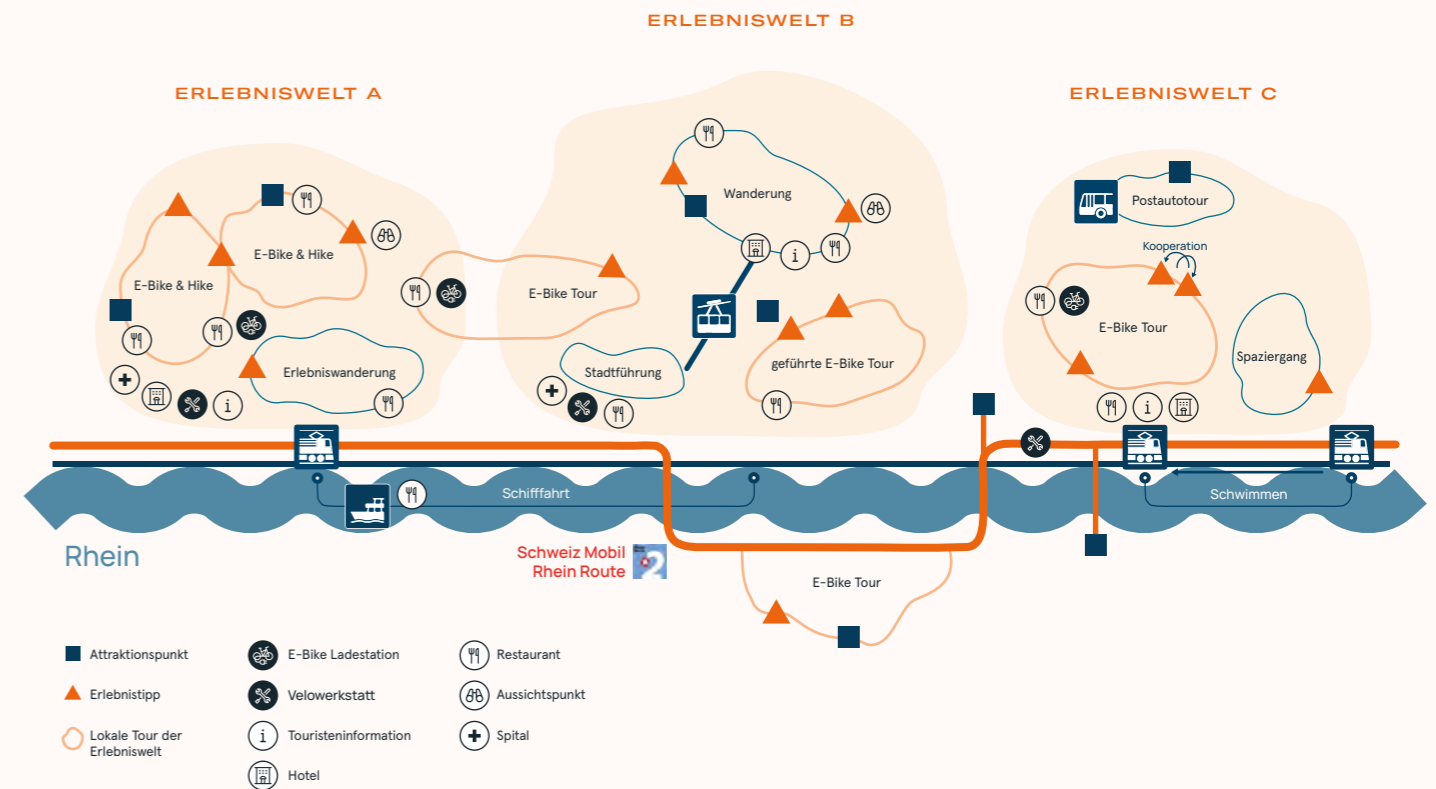 ERLEBNISWELT B
ERLEBNISWELT A
ERLEBNISWELT C
Wanderung
Postautotour
Kooperation
E-Bike & Hike
E-Bike & Hike
E-Bike Tour
E-Bike Tour
Spaziergang
geführte E-Bike Tour
Erlebniswanderung
Stadtführung
i
i
i
Schifffahrt
Schwimmen
Rhein
Schweiz Mobil
Rhein Route
2
E-Bike Tour
Attraktionspunkt
Erlebnistipp
Lokale Tour der
Erlebniswelt
E-Bike Ladestation
Velowerkstatt
i
Touristeninformation
Hotel
Restaurant
Aussichtspunkt
Spital